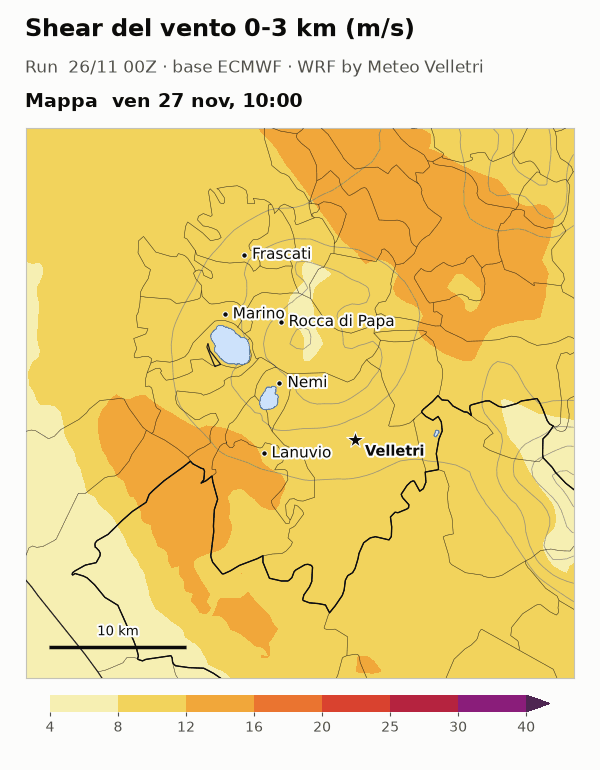 Shear del vento 0-3 km (m/s)
Run  26/11 00Z · base ECMWF · WRF by Meteo Velletri
Mappa  ven 27 nov, 10:00
Frascati
Marino
Rocca di Papa
Nemi
Velletri
Lanuvio
10 km
4 8 12 16 20 25 30 40